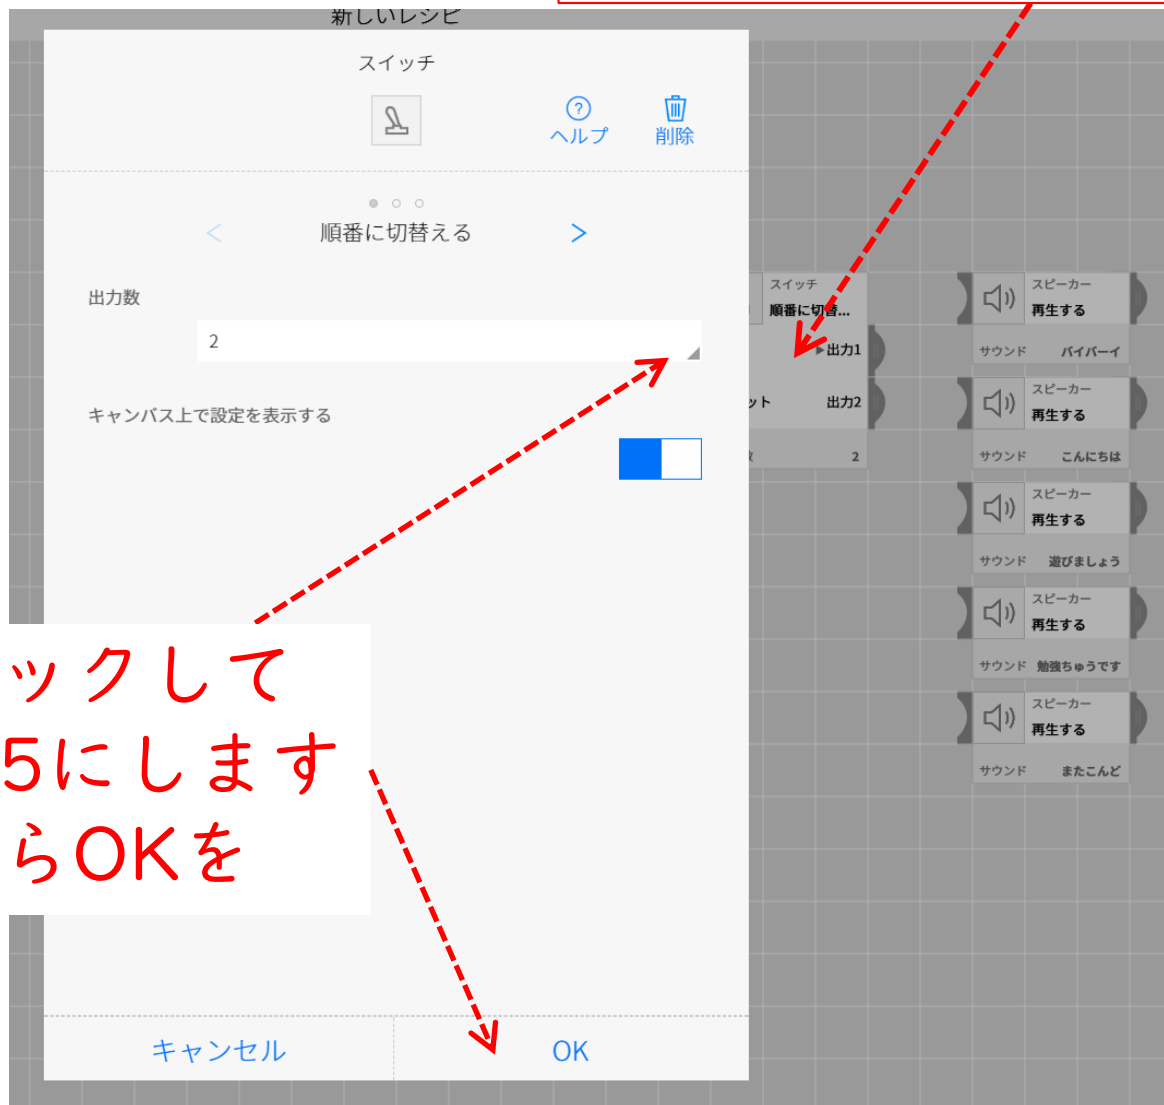 新しいレシピ
スイッチ
ヘルプ
削除
順番に切替える
出力数
2
キャンバス上で設定を表示する
ックして
5にします
らOKを
キャンセル
OK
スイッチ
順番に切替...
出力1
ット
出力2
2
スピーカー
再生する
サウンド バイバーイ
スピーカー
再生する
サウンド こんにちは
スピーカー
再生する
サウンド 遊びましょう
スピーカー
再生する
サウンド 勉強ちゅうです
スピーカー
再生する
サウンド またこんど